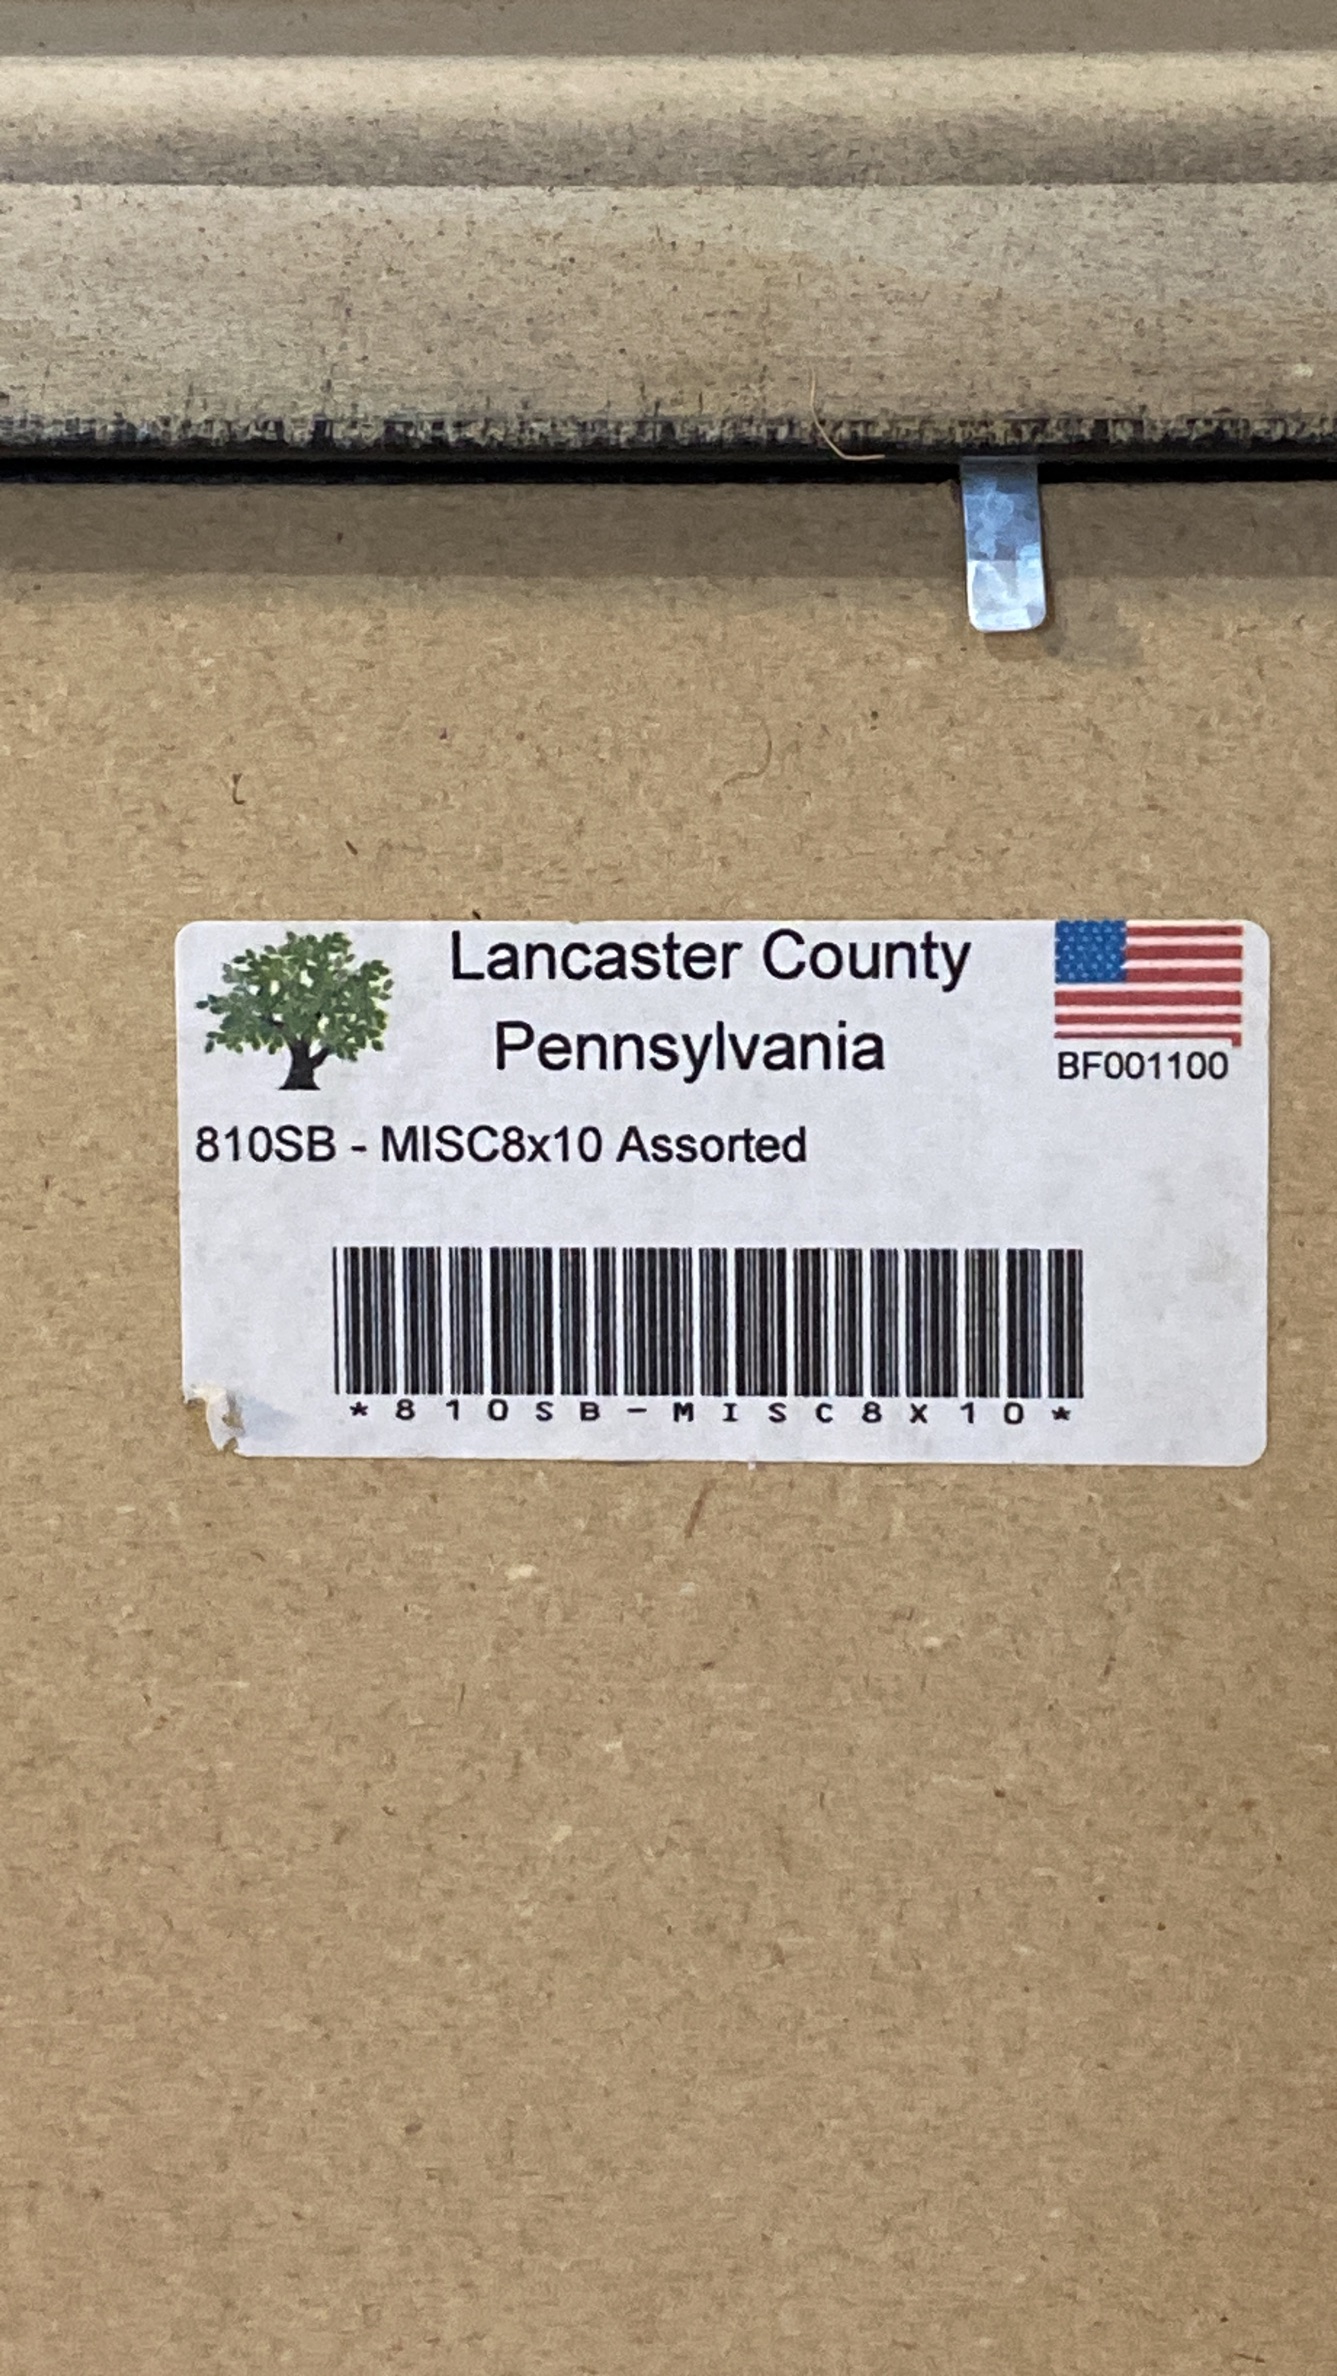 Lancaster County
Pennsylvania
BF001100
810SB - MISC8x10 Assorted
*810SB-MISC8X10*